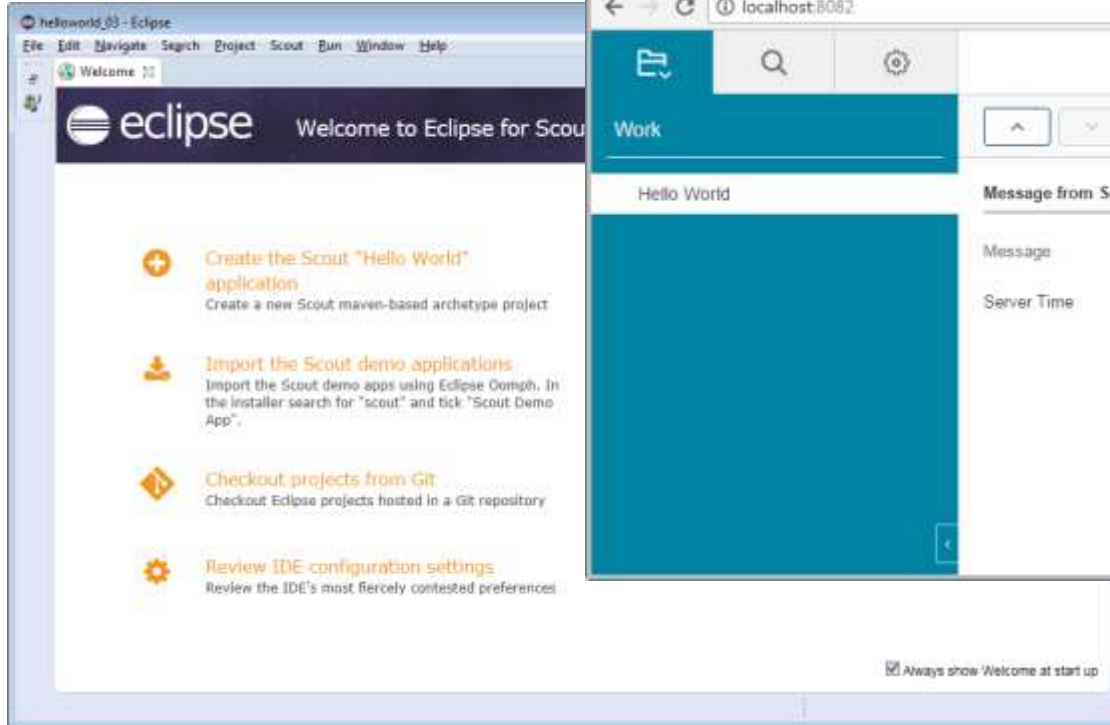 helloworld_03 - Eclipse
File Edit Navigate Search Project Scout Run Window Help
Welcome
eclipse
Welcome to Eclipse for Scou
Create the Scout "Hello World"
application
Create a new Scout maven-based archetype project
Import the Scout demo applications
Import the Scout demo apps using Eclipse Oomph. In
the installer search for "scout" and tick "Scout Demo
App".
Checkout projects from Git
Checkout Eclipse projects hosted in a Git repository
Review IDE configuration settings
Review the IDE's most fiercely contested preferences
Always show Welcome at start up
localhost:8082
Work
Hello World
Message from S
Message
Server Time